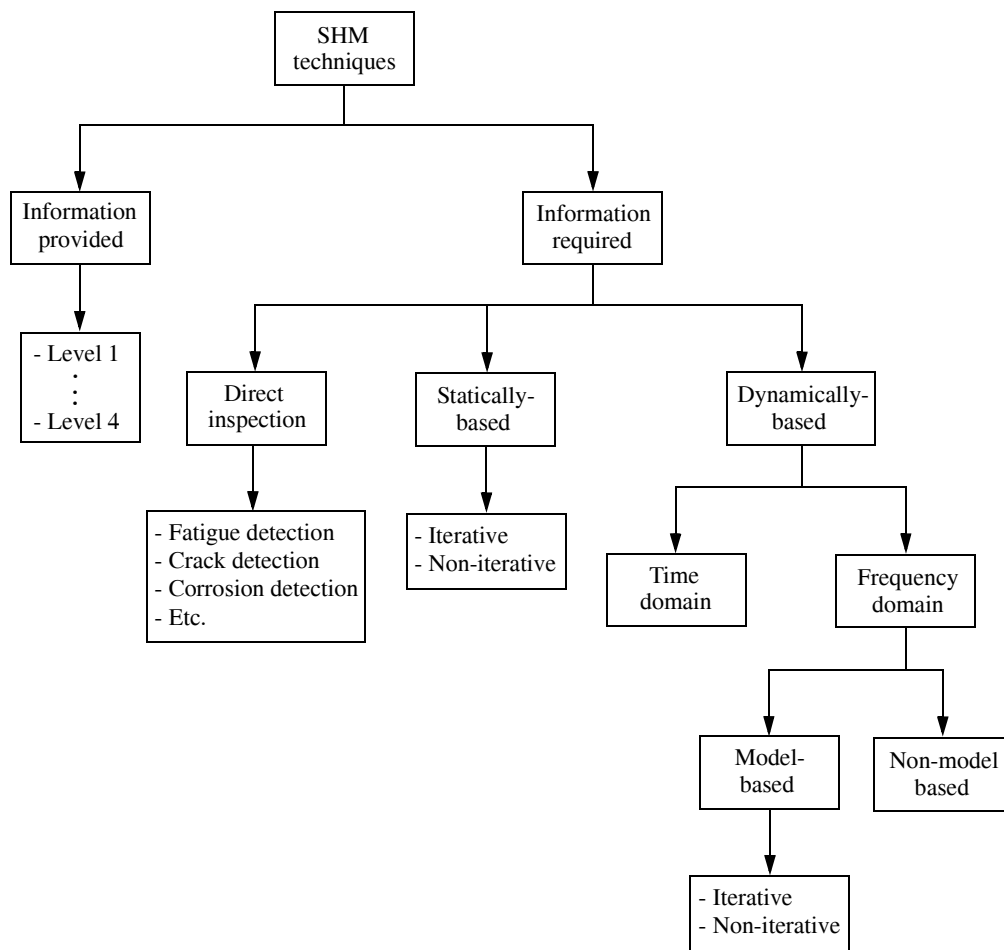 SHM
techniques
Information
provided
Information
required
- Level 1
.
.
- Level 4
Direct
inspection
Statically-
based
Dynamically-
based
- Fatigue detection
- Crack detection
- Corrosion detection
- Etc.
- Iterative
- Non-iterative
Time
domain
Frequency
domain
Model-
based
Non-model
based
- Iterative
- Non-iterative